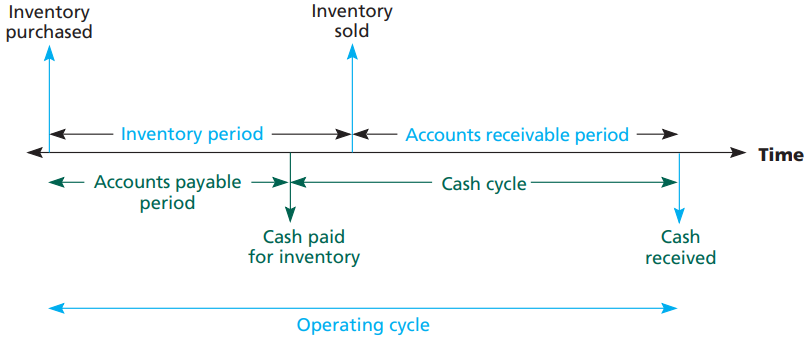 Inventory
purchased
Inventory
sold
Inventory period
Accounts receivable period
Time
Accounts payable
period
Cash cycle
Cash paid
for inventory
Cash
received
Operating cycle